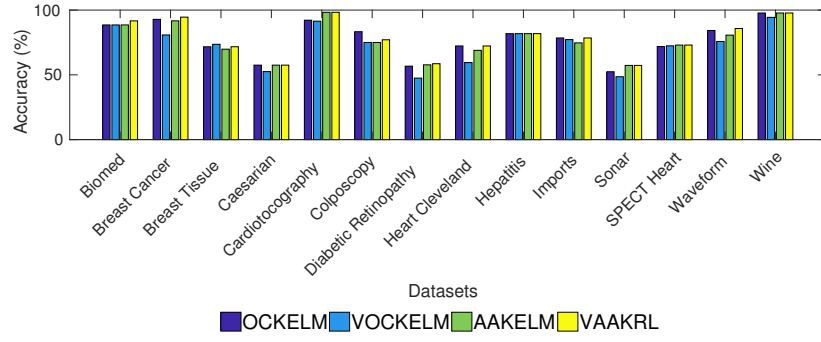 100
50
0
Accuracy (%)
Biomed
Breast Cancer
Breast Tissue
Caesarian
Cardiotocography
Colposcopy
Diabetic Retinopathy
Heart Cleveland
Hepatitis
Imports
Sonar
SPECT Heart
Waveform
Wine
Datasets
OCKELM VOCKELM AAKELM VAAKRL